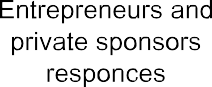 Entrepreneurs and
private sponsors
responces